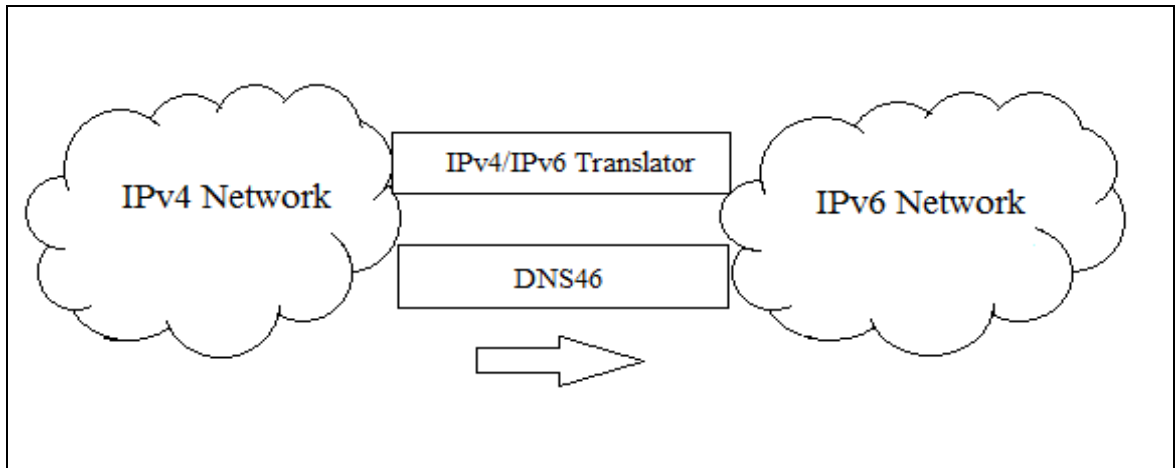 IPv4 Network
IPv4/IPv6 Translator
DNS46
IPv6 Network